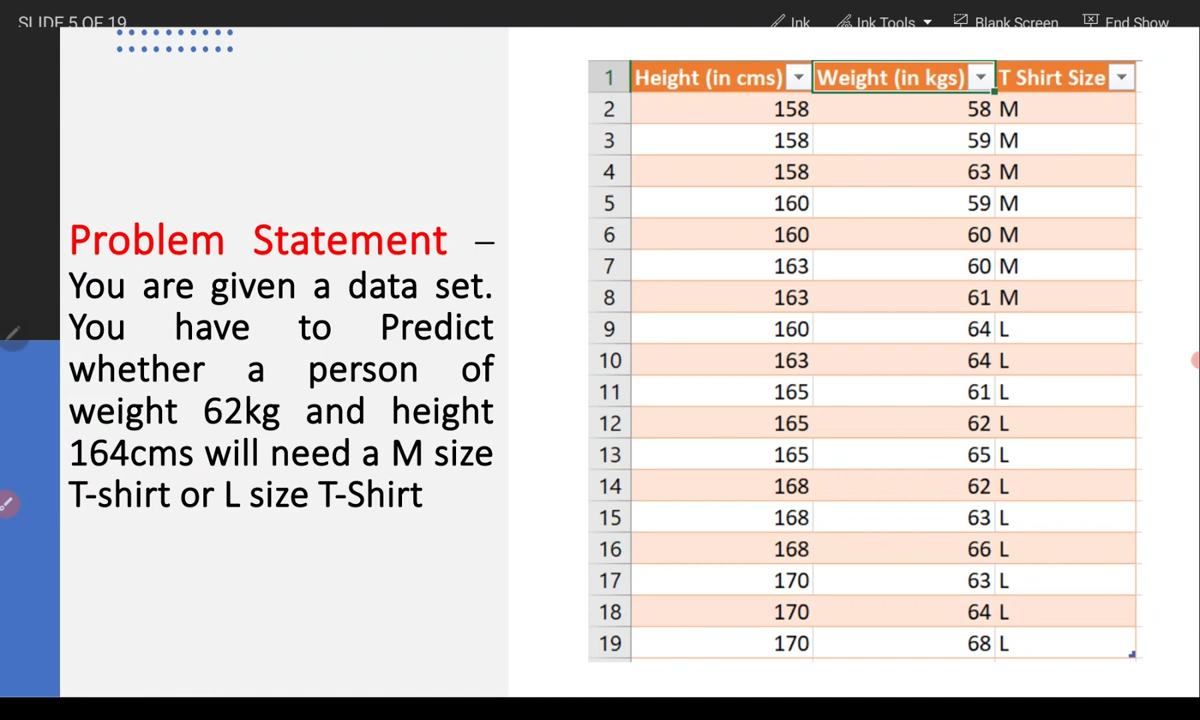 SLIDE 5 OF 19
Ink Ink Tools Blank Screen End Show
Problem Statement –
You are given a data set.
You have to Predict
whether a person of
weight 62kg and height
164cms will need a M size
T-shirt or L size T-Shirt
1 Height (in cms) Weight (in kgs) T Shirt Size
2 158 58 M
3 158 59 M
4 158 63 M
5 160 59 M
6 160 60 M
7 163 60 M
8 163 61 M
9 160 64 L
10 163 64 L
11 165 61 L
12 165 62 L
13 165 65 L
14 168 62 L
15 168 63 L
16 168 66 L
17 170 63 L
18 170 64 L
19 170 68 L